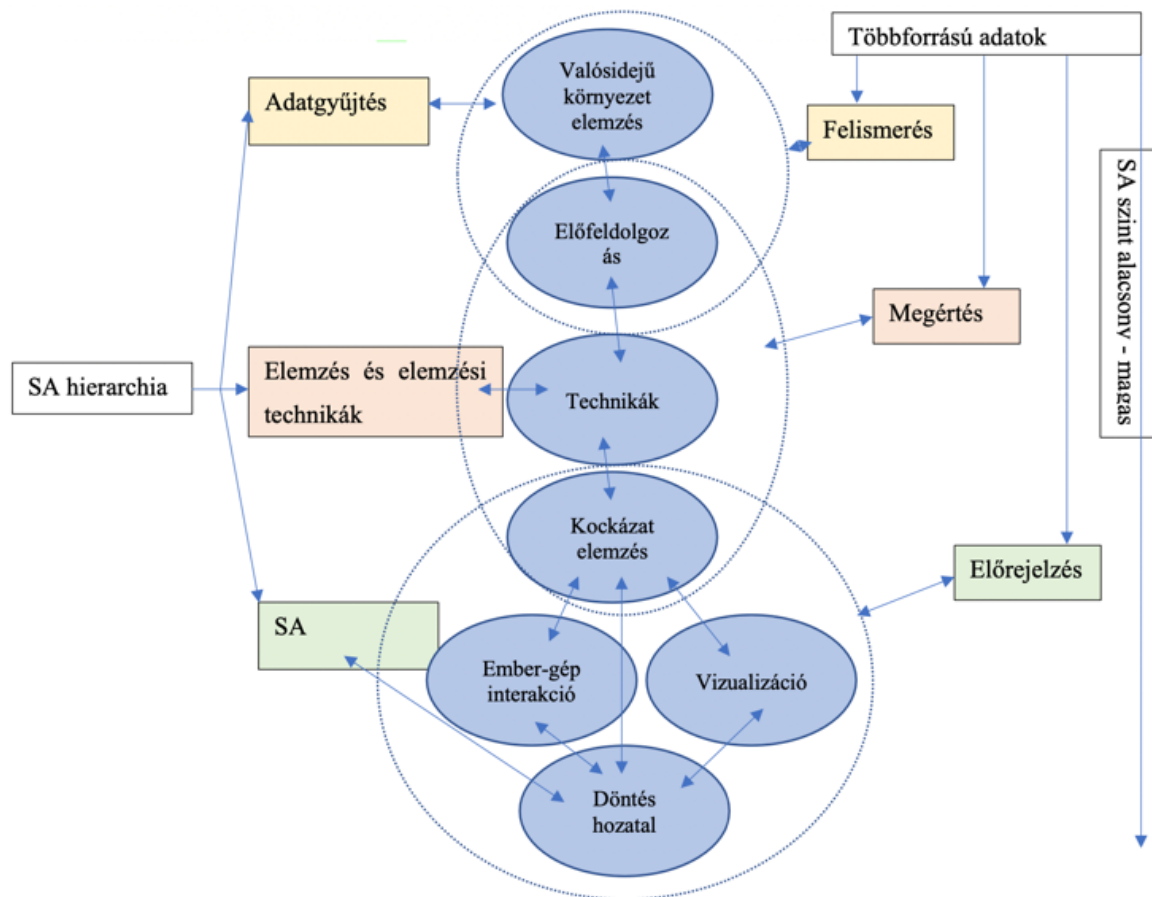 Többforrású adatok
Valósidejű
környezet
elemzés
Adatgyűjtés
Felismerés
SA szint alacsonv - magas
Előfeldolgoz
ás
Megértés
SA hierarchia
Elemzés és elemzési
technikák
Technikák
Kockázat
elemzés
Előrejelzés
SA
Ember-gép
interakció
Vizualizáció
Döntés
hozatal